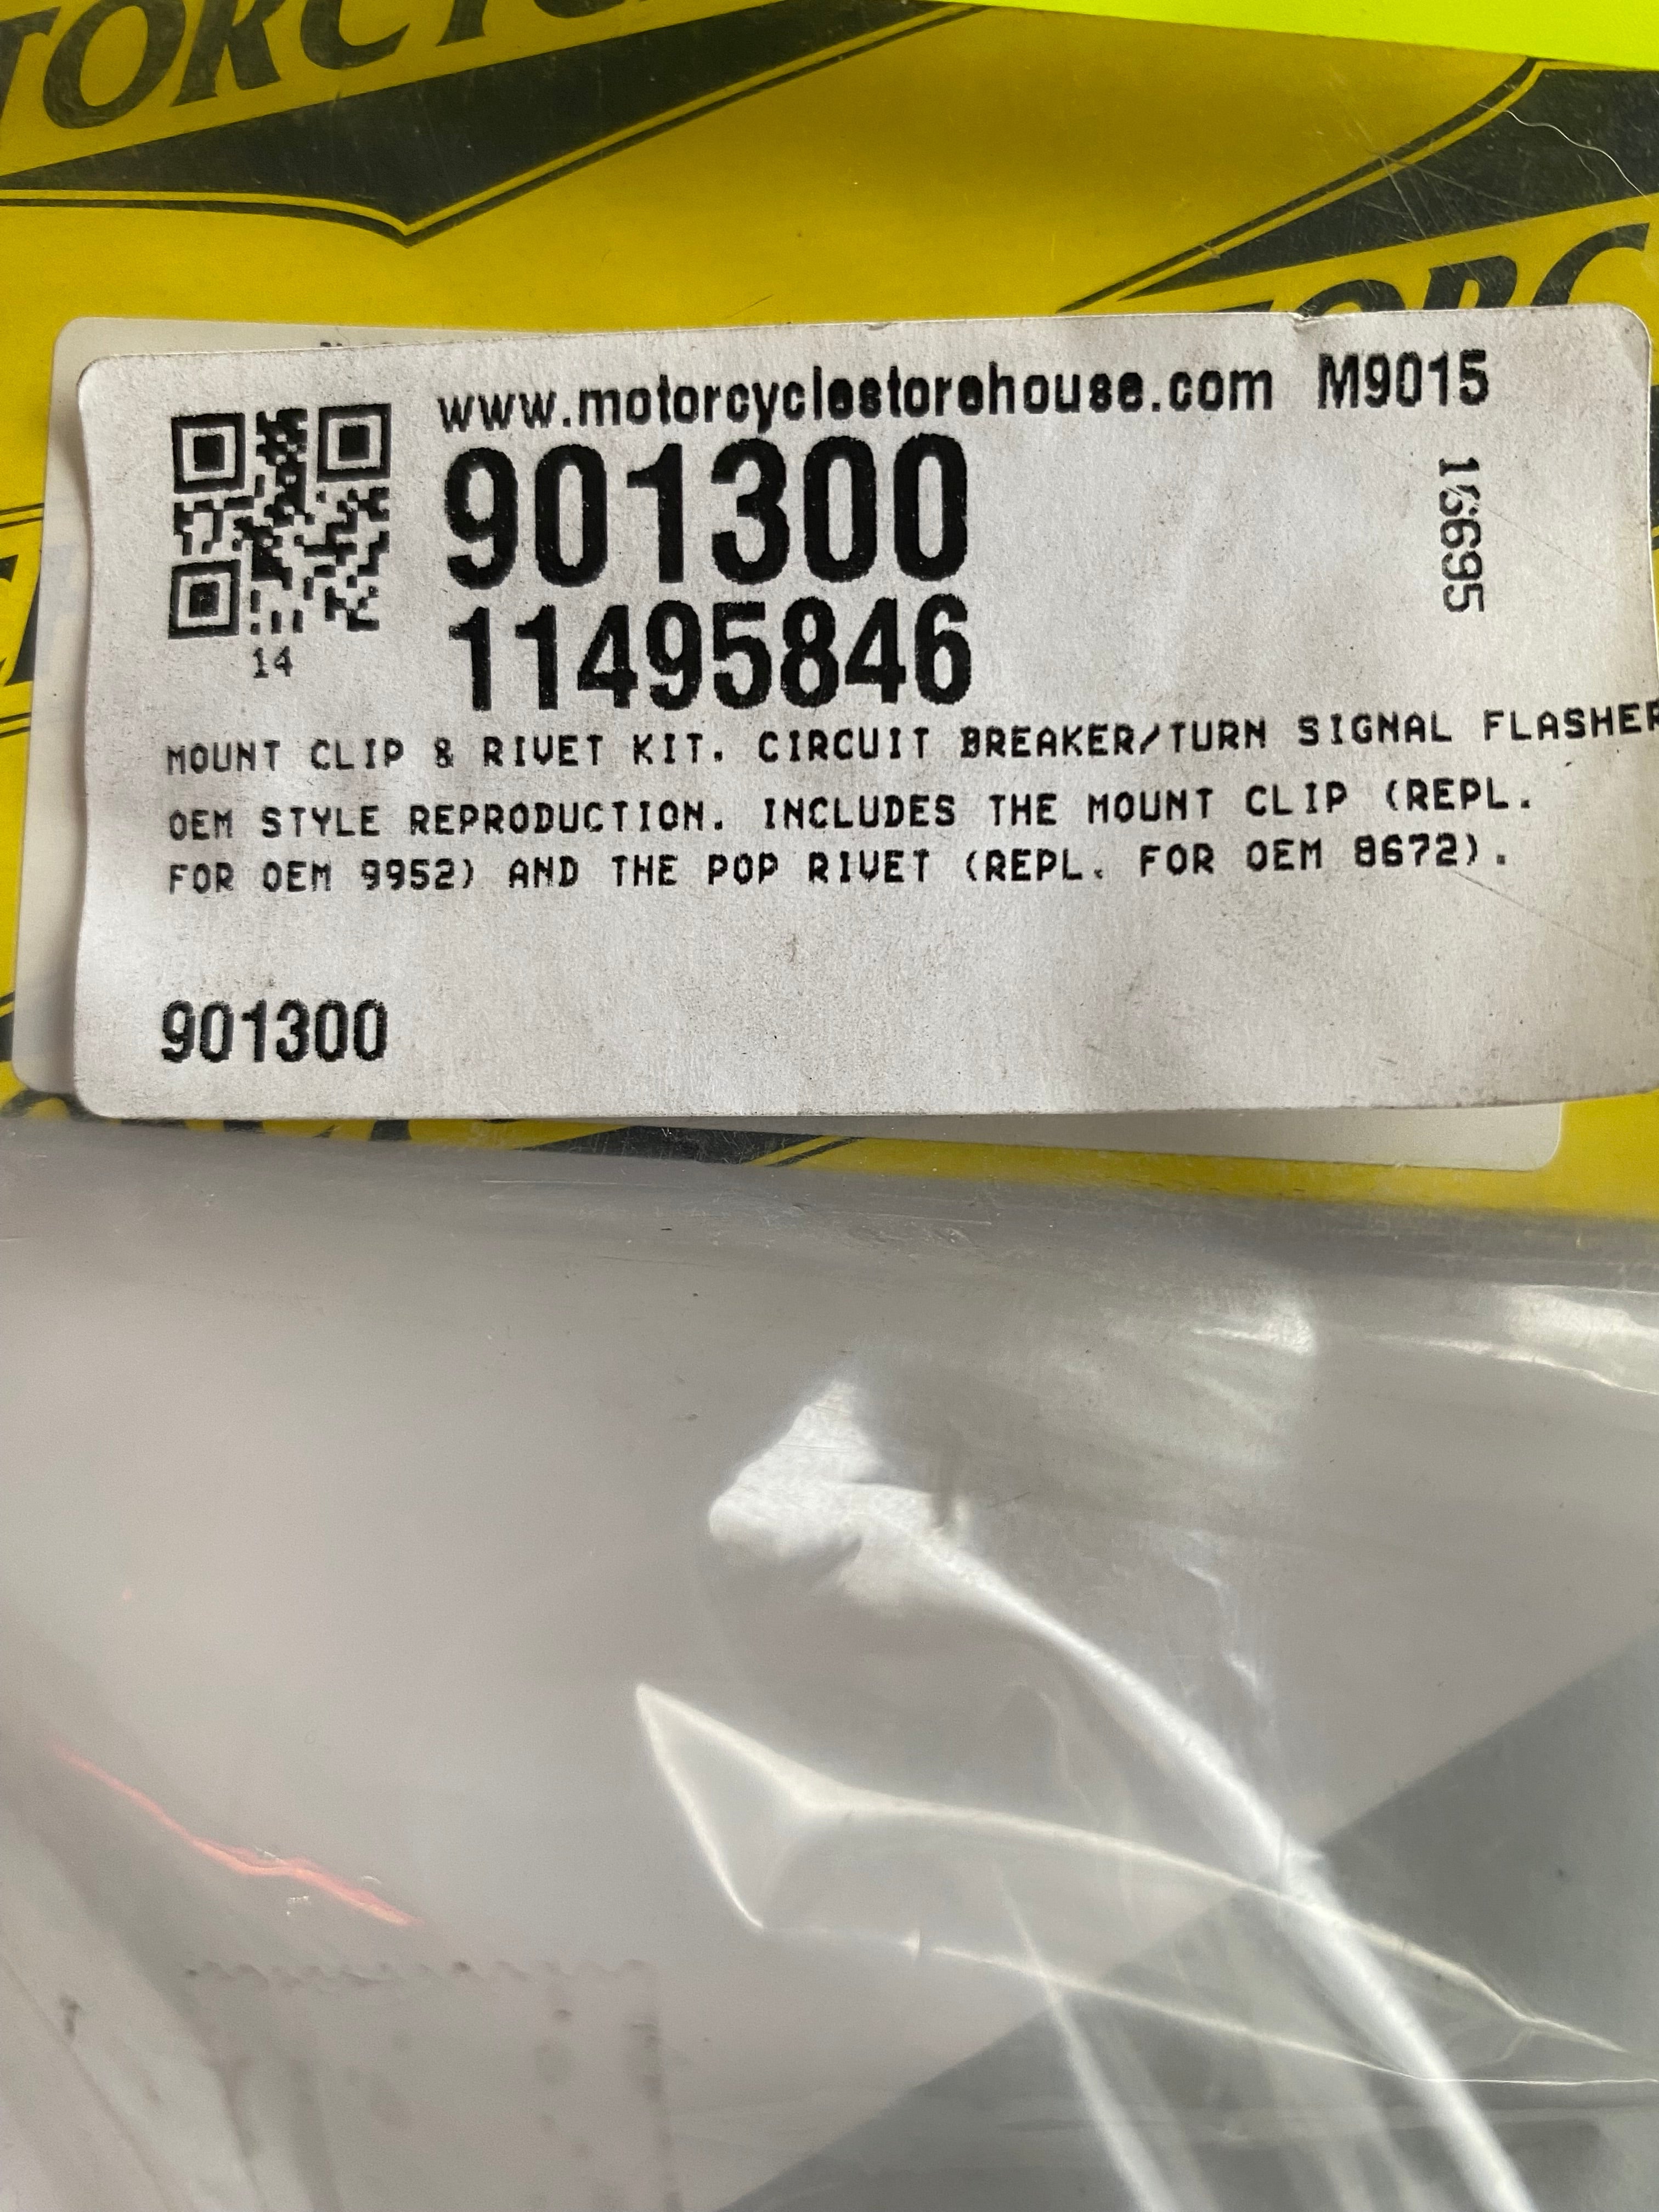 www.motorcyclestorehouse.com M9015
901300
16695
11495846
14
MOUNT CLIP & RIVET KIT. CIRCUIT BREAKER/TURN SIGNAL FLASHER
OEM STYLE REPRODUCTION. INCLUDES THE MOUNT CLIP (REPL.
FOR OEM 9952) AND THE POP RIVET (REPL. FOR OEM 8672).
901300